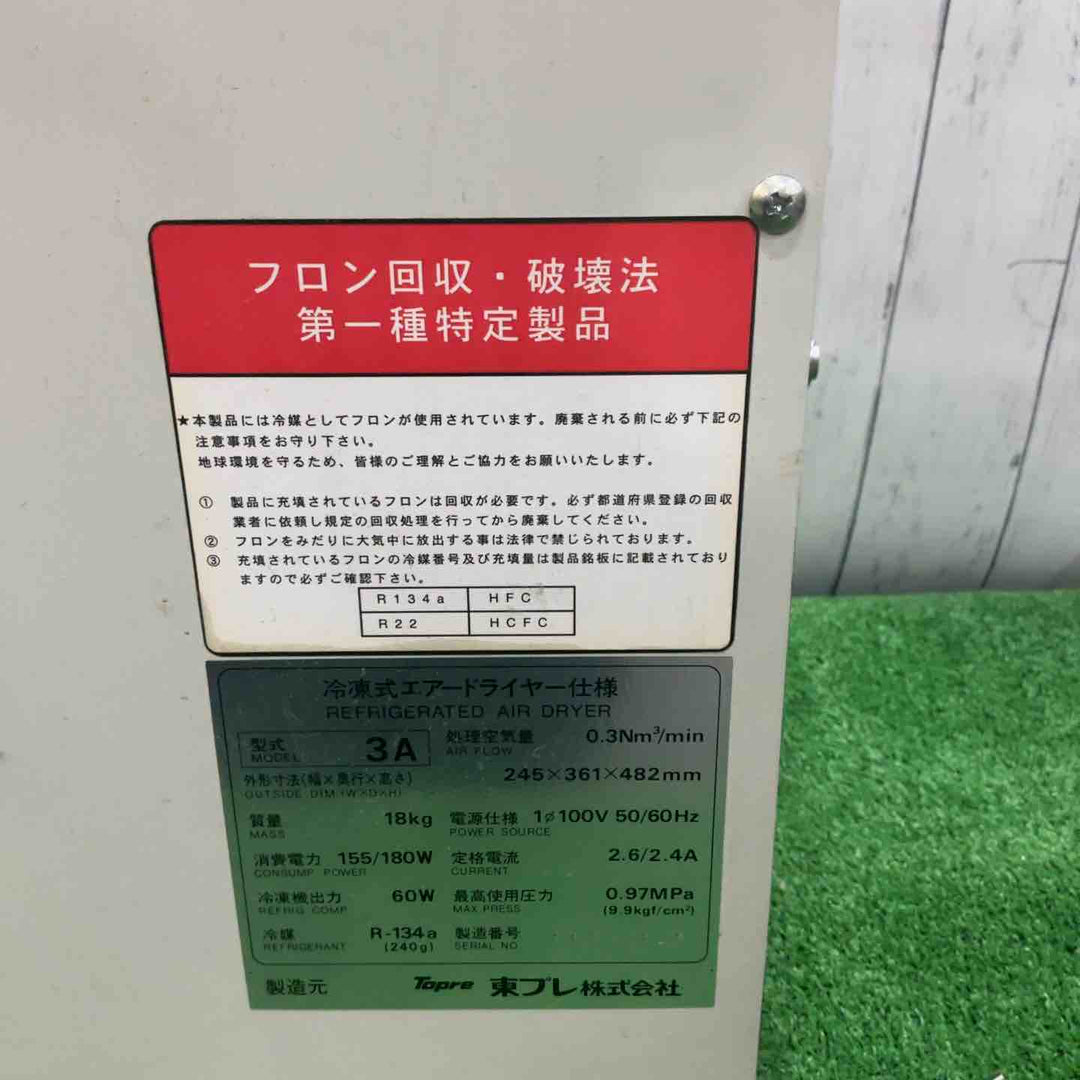 フロン回収・破壊法
第一種特定製品
★本製品には冷媒としてフロンが使用されています。廃棄される前に必ず下記の
注意事項をお守り下さい。
地球環境を守るため、皆様のご理解とご協力をお願いいたします。
① 製品に充填されているフロンは回収が必要です。必ず都道府県登録の回収
業者に依頼し規定の回収処理を行ってから廃棄してください。
② フロンをみだりに大気中に放出する事は法律で禁じられております。
③ 充填されているフロンの冷媒番号及び充填量は製品銘板に記載されており
ますので必ずご確認下さい。
R134a HFC
R22 HCFC
冷凍式エアードライヤー仕様
REFRIGERATED AIR DRYER
型式 3A 処理空気量 0.3Nm³/min
MODEL AIR FLOW
外形寸法(幅×奥行×高さ) 245×361×482mm
OUTSIDE DIM (W×D×H)
質量 18kg 電源仕様 1φ100V 50/60Hz
MASS POWER SOURCE
消費電力 155/180W 定格電流 2.6/2.4A
CONSUMP POWER CURRENT
冷凍機出力 60W 最高使用圧力 0.97MPa
REFRIG COMP MAX PRESS (9.9kgf/cm²)
冷媒 R-134a 製造番号
REFRIGERANT (240g) SERIAL NO
製造元 Topre 東プレ株式会社